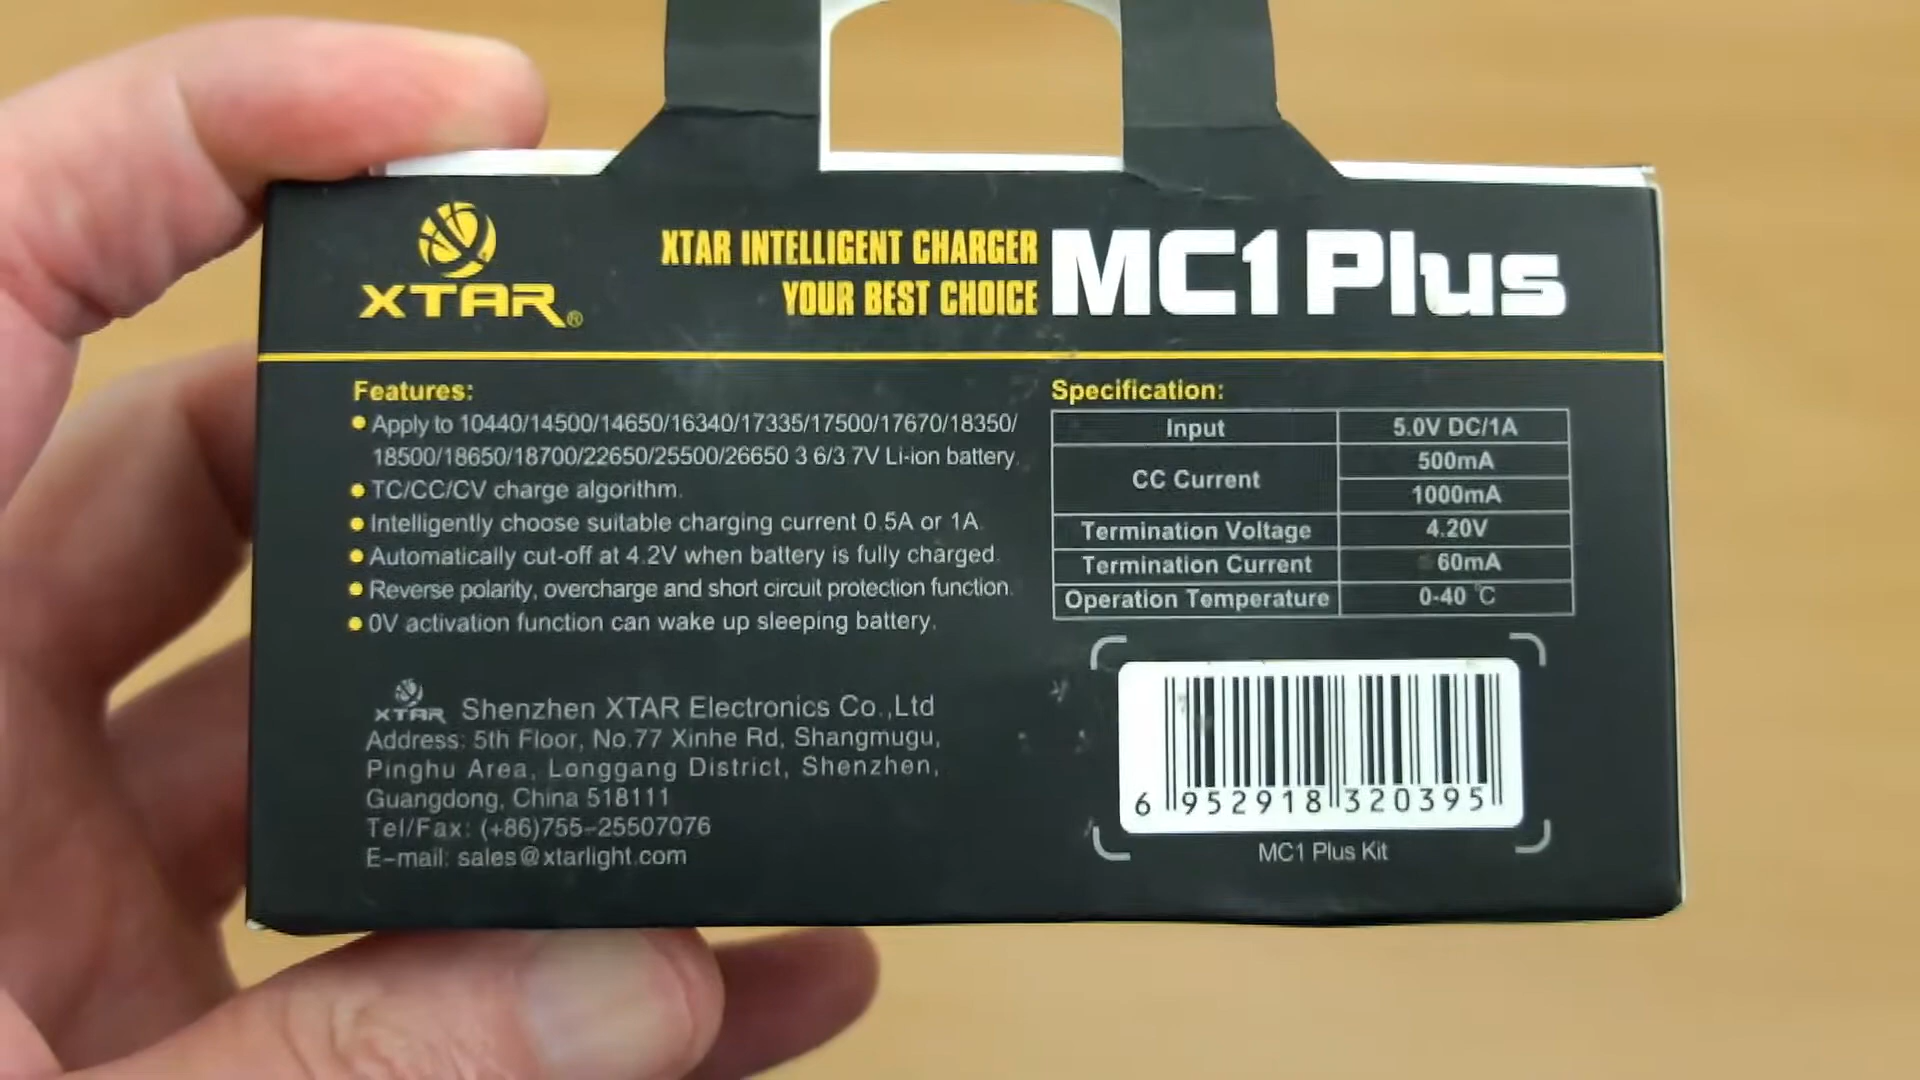 XTAR®
XTAR INTELLIGENT CHARGER
YOUR BEST CHOICE
MC1 Plus
Features:
● Apply to 10440/14500/14650/16340/17335/17500/17670/18350/
18500/18650/18700/22650/25500/26650 3.6/3.7V Li-ion battery.
● TC/CC/CV charge algorithm.
● Intelligently choose suitable charging current 0.5A or 1A.
● Automatically cut-off at 4.2V when battery is fully charged.
● Reverse polarity, overcharge and short circuit protection function.
● 0V activation function can wake up sleeping battery.
Specification:
Input 5.0V DC/1A
CC Current 500mA
1000mA
Termination Voltage 4.20V
Termination Current 60mA
Operation Temperature 0-40 °C
XTAR Shenzhen XTAR Electronics Co.,Ltd
Address: 5th Floor, No.77 Xinhe Rd, Shangmugu,
Pinghu Area, Longgang District, Shenzhen,
Guangdong, China 518111
Tel/Fax: (+86)755-25507076
E-mail: sales@xtarlight.com
6 952918 320395
MC1 Plus Kit